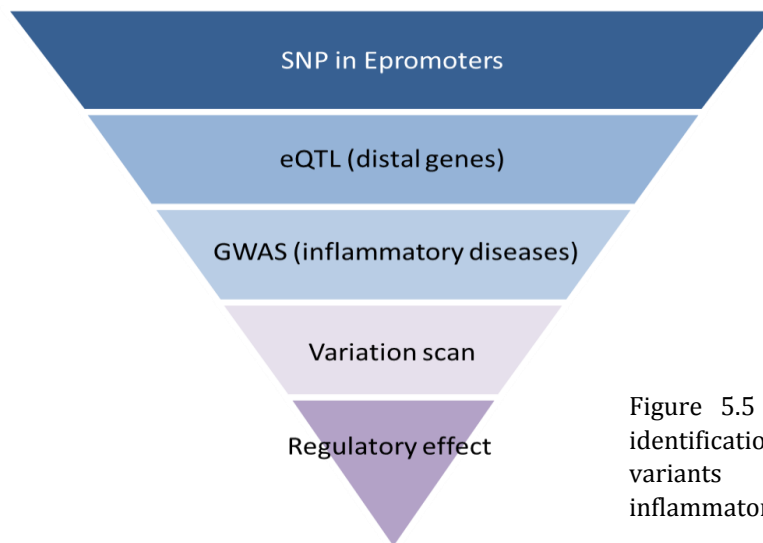 SNP in Epromoters
eQTL (distal genes)
GWAS (inflammatory diseases)
Variation scan
Regulatory effect
Figure 5.5
identificatio
variants
inflammator